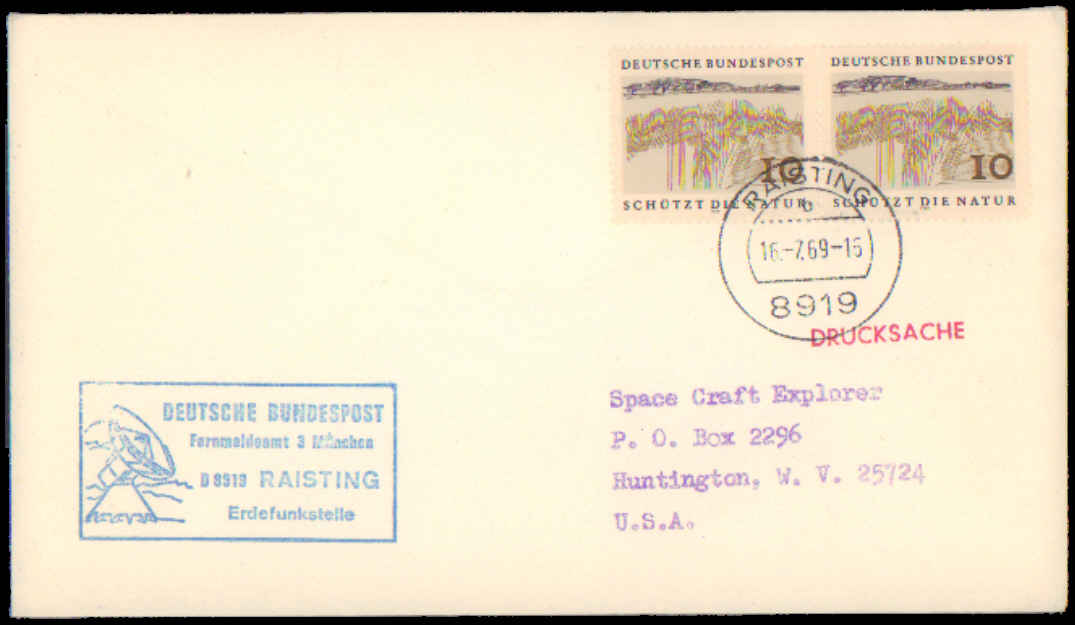 DEUTSCHE BUNDESPOST DEUTSCHE BUNDESPOST
10 10
SCHÜTZT DIE NATUR SCHÜTZT DIE NATUR
RAISTING
b
16.-7.69-15
8919
DRUCKSACHE
Space Craft Explorer
P. O. Box 2296
Huntington, W. V. 25724
U.S.A.
DEUTSCHE BUNDESPOST
Fernmeldeamt 3 München
D 8919 RAISTING
Erdefunkstelle